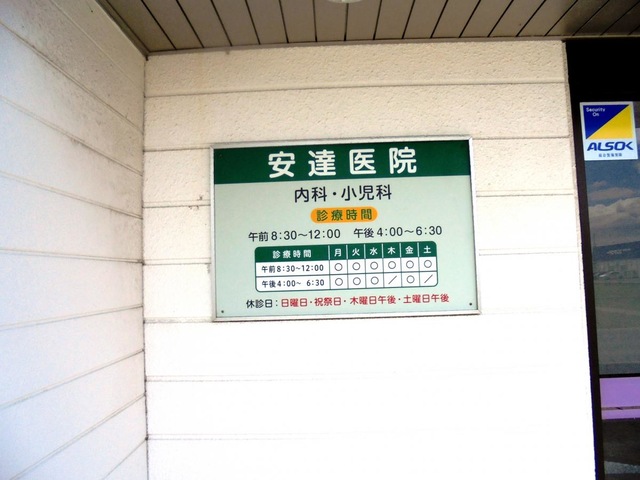 安達医院
内科・小児科
診療時間
午前8:30〜12:00 午後4:00〜6:30
診療時間 月 火 水 木 金 土
午前8:30〜12:00 ○ ○ ○ ○ ○ ○
午後4:00〜 6:30 ○ ○ ○ ／ ○ ／
休診日：日曜日・祝祭日・木曜日午後・土曜日午後
Security
On
ALSOK